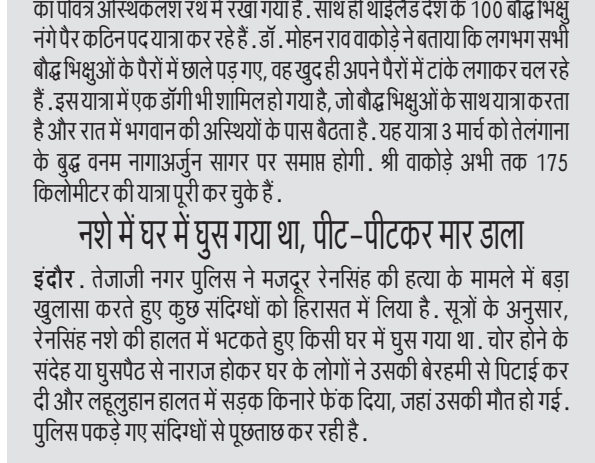 का पवित्र अस्थिकलश रथ में रखा गया है . साथ ही थाईलैंड देश के 100 बौद्ध भिक्षु
नंगे पैर कठिन पद यात्रा कर रहे हैं . डॉ . मोहन राव वाकोड़े ने बताया कि लगभग सभी
बौद्ध भिक्षुओं के पैरों में छाले पड़ गए, वह खुद ही अपने पैरों में टांके लगाकर चल रहे
हैं . इस यात्रा में एक डॉगी भी शामिल हो गया है, जो बौद्ध भिक्षुओं के साथ यात्रा करता
है और रात में भगवान की अस्थियों के पास बैठता है . यह यात्रा 3 मार्च को तेलंगाना
के बुद्ध वनम नागाअर्जुन सागर पर समाप्त होगी . श्री वाकोड़े अभी तक 175
किलोमीटर की यात्रा पूरी कर चुके हैं .
नशे में घर में घुस गया था, पीट-पीटकर मार डाला
इंदौर . तेजाजी नगर पुलिस ने मजदूर रेनसिंह की हत्या के मामले में बड़ा
खुलासा करते हुए कुछ संदिग्धों को हिरासत में लिया है . सूत्रों के अनुसार,
रेनसिंह नशे की हालत में भटकते हुए किसी घर में घुस गया था . चोर होने के
संदेह या घुसपैठ से नाराज होकर घर के लोगों ने उसकी बेरहमी से पिटाई कर
दी और लहूलुहान हालत में सड़क किनारे फेंक दिया, जहां उसकी मौत हो गई .
पुलिस पकड़े गए संदिग्धों से पूछताछ कर रही है .